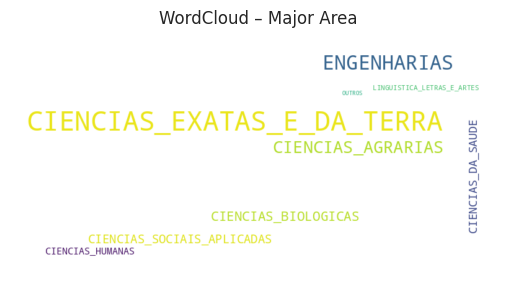 WordCloud – Major Area
ENGENHARIAS
LINGUISTICA_LETRAS_E_ARTES
OUTROS
CIENCIAS_EXATAS_E_DA_TERRA
CIENCIAS_AGRARIAS
CIENCIAS_DA_SAUDE
CIENCIAS_BIOLOGICAS
CIENCIAS_SOCIAIS_APLICADAS
CIENCIAS_HUMANAS